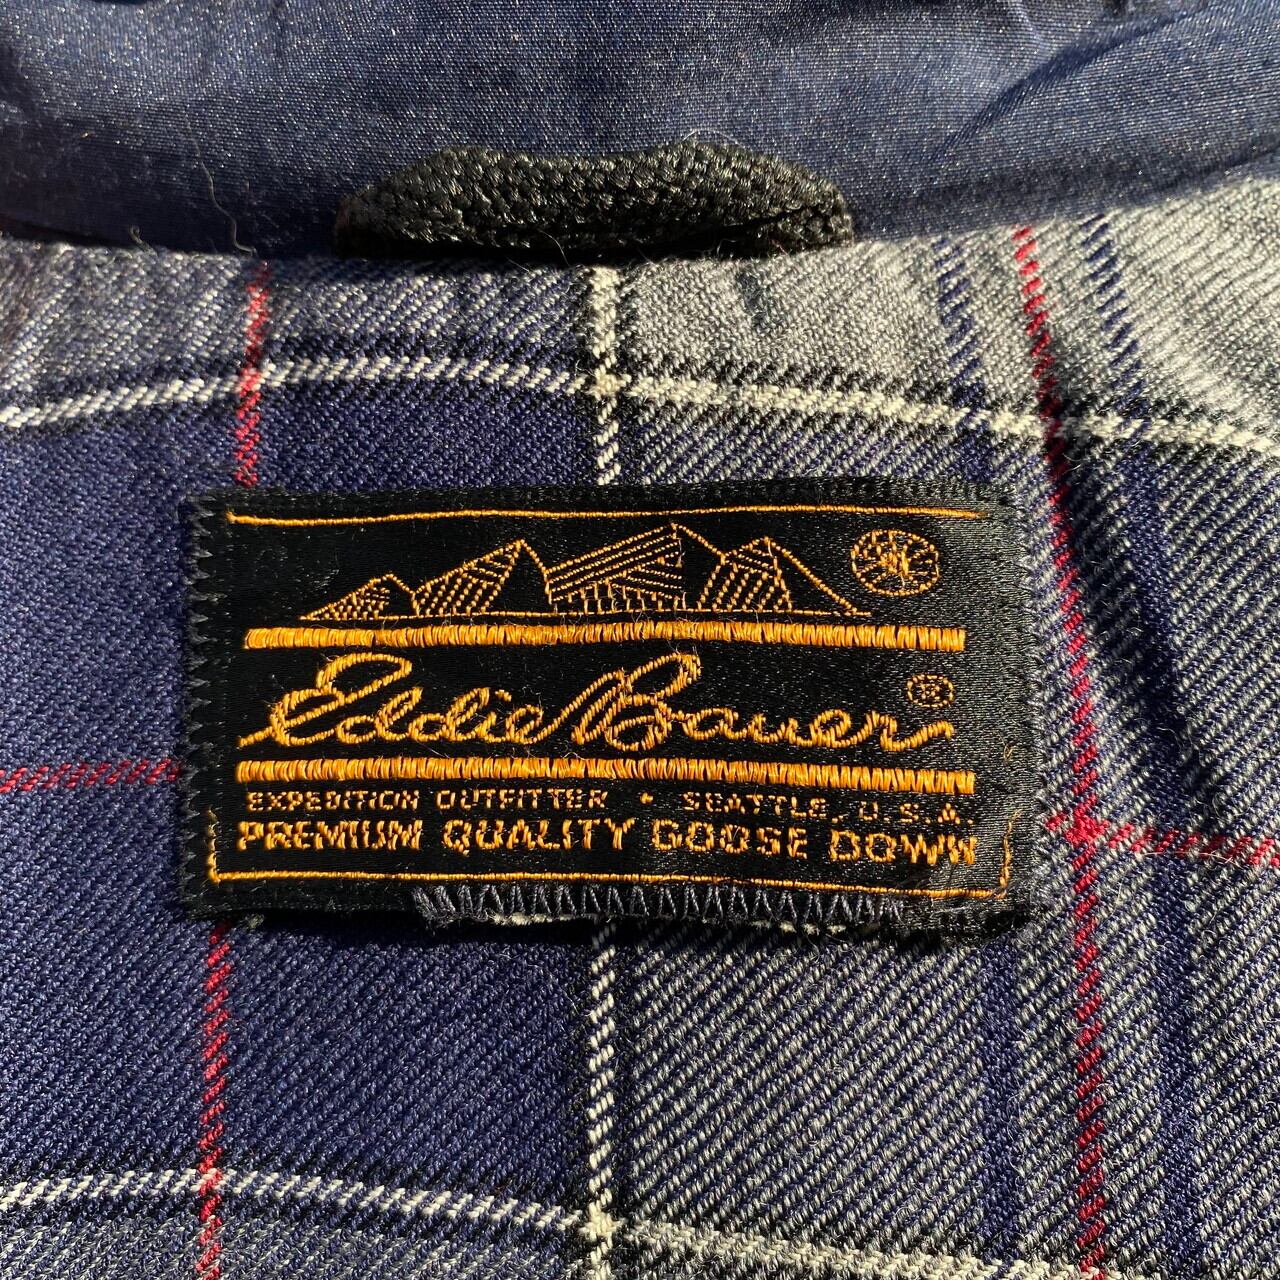 Eddie Bauer ®
EXPEDITION OUTFITTER • SEATTLE, U.S.A.
PREMIUM QUALITY GOOSE DOWN